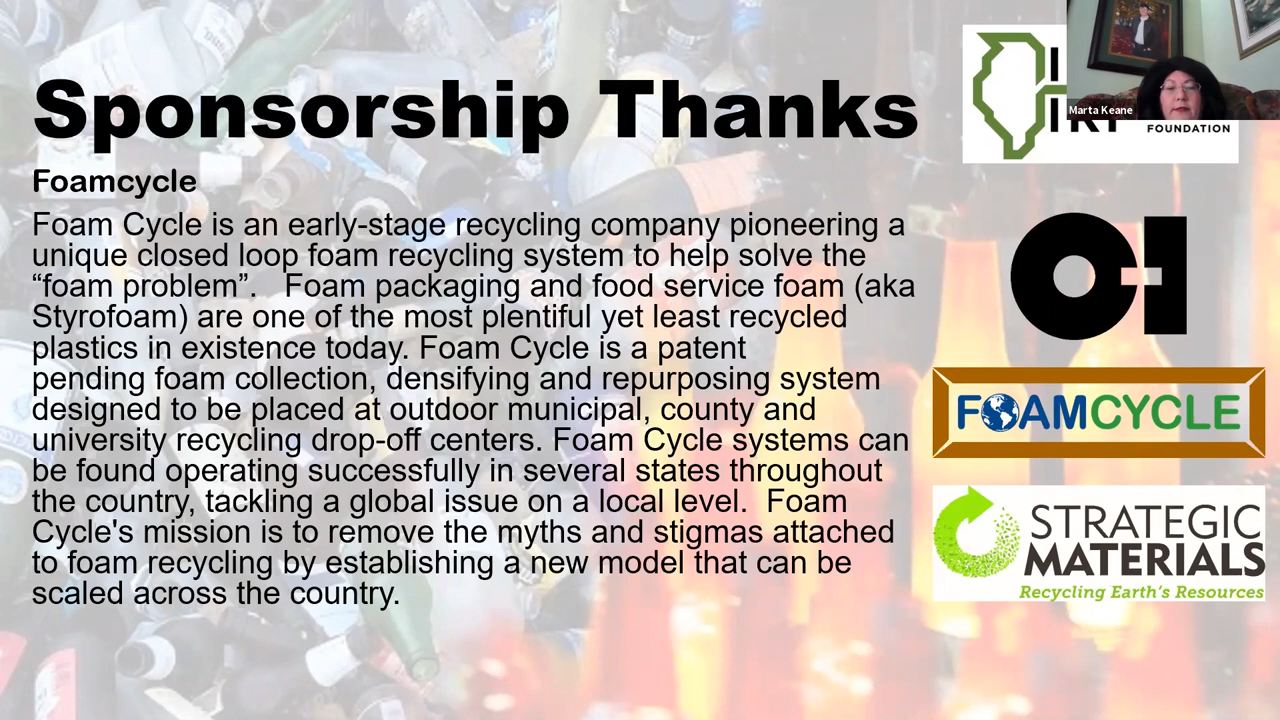 Sponsorship Thanks
Foamcycle
Foam Cycle is an early-stage recycling company pioneering a
unique closed loop foam recycling system to help solve the
“foam problem”.   Foam packaging and food service foam (aka
Styrofoam) are one of the most plentiful yet least recycled
plastics in existence today. Foam Cycle is a patent
pending foam collection, densifying and repurposing system
designed to be placed at outdoor municipal, county and
university recycling drop-off centers. Foam Cycle systems can
be found operating successfully in several states throughout
the country, tackling a global issue on a local level.  Foam
Cycle's mission is to remove the myths and stigmas attached
to foam recycling by establishing a new model that can be
scaled across the country.
Marta Keane
FOUNDATION
O-I
FOAMCYCLE
STRATEGIC
MATERIALS
Recycling Earth's Resources